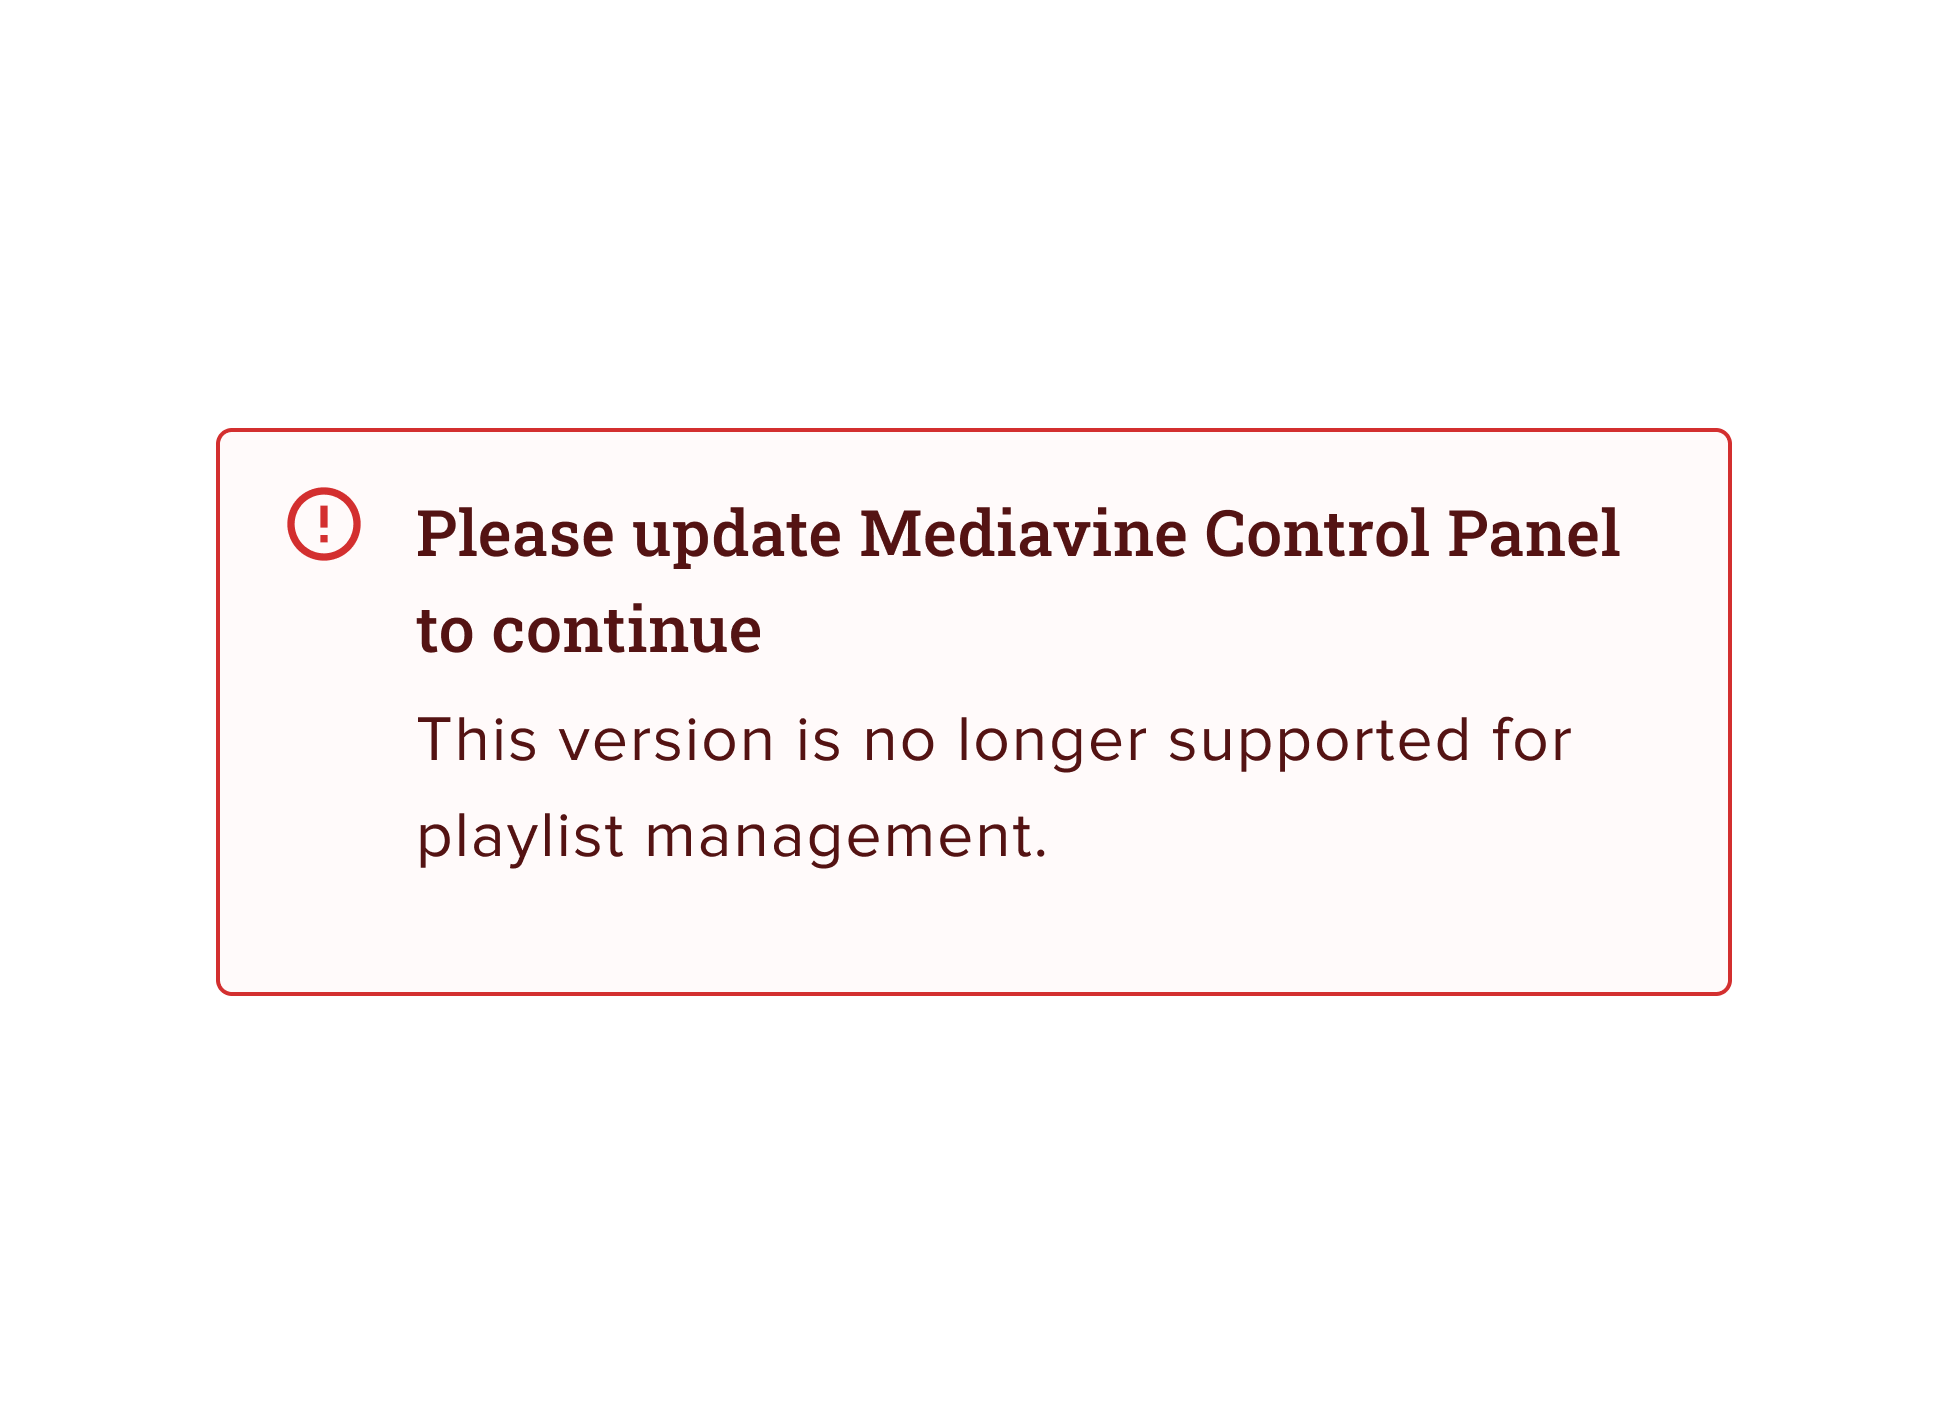 Please update Mediavine Control Panel
to continue
This version is no longer supported for
playlist management.